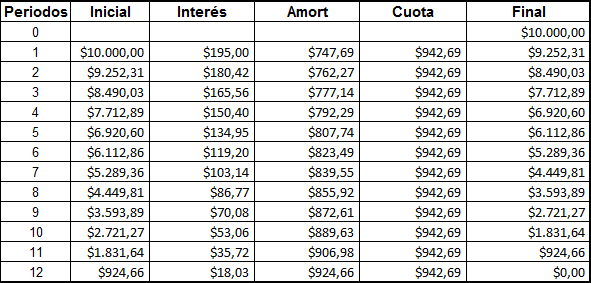 Periodos Inicial Interés Amort Cuota Final
0 $10.000,00
1 $10.000,00 $195,00 $747,69 $942,69 $9.252,31
2 $9.252,31 $180,42 $762,27 $942,69 $8.490,03
3 $8.490,03 $165,56 $777,14 $942,69 $7.712,89
4 $7.712,89 $150,40 $792,29 $942,69 $6.920,60
5 $6.920,60 $134,95 $807,74 $942,69 $6.112,86
6 $6.112,86 $119,20 $823,49 $942,69 $5.289,36
7 $5.289,36 $103,14 $839,55 $942,69 $4.449,81
8 $4.449,81 $86,77 $855,92 $942,69 $3.593,89
9 $3.593,89 $70,08 $872,61 $942,69 $2.721,27
10 $2.721,27 $53,06 $889,63 $942,69 $1.831,64
11 $1.831,64 $35,72 $906,98 $942,69 $924,66
12 $924,66 $18,03 $924,66 $942,69 $0,00